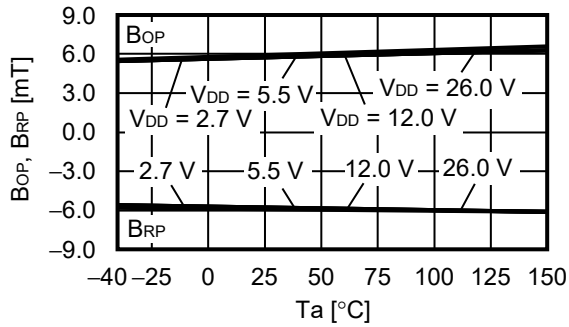 9.0
6.0
3.0
0.0
−3.0
−6.0
−9.0
BOP, BRP [mT]
BOP
VDD = 5.5 V
VDD = 26.0 V
VDD = 2.7 V
VDD = 12.0 V
2.7 V
5.5 V
12.0 V
26.0 V
BRP
−40
−25
0
25
50
75
100
125
150
Ta [°C]